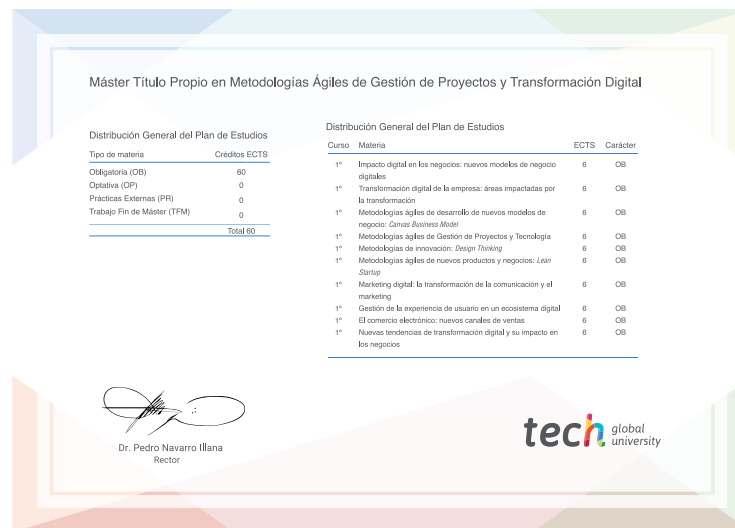 Máster Título Propio en Metodologías Ágiles de Gestión de Proyectos y Transformación Digital
Distribución General del Plan de Estudios
Tipo de materia Créditos ECTS
Obligatoria (OB) 60
Optativa (OP) 0
Prácticas Externas (PR) 0
Trabajo Fin de Máster (TFM) 0
Total 60
Distribución General del Plan de Estudios
Curso Materia ECTS Carácter
1º Impacto digital en los negocios: nuevos modelos de negocio 6 OB
digitales
1º Transformación digital de la empresa: áreas impactadas por 6 OB
la transformación
1º Metodologías ágiles de desarrollo de nuevos modelos de 6 OB
negocio: Canvas Business Model
1º Metodologías ágiles de Gestión de Proyectos y Tecnología 6 OB
1º Metodologías de innovación: Design Thinking 6 OB
1º Metodologías ágiles de nuevos productos y negocios: Lean 6 OB
Startup
1º Marketing digital: la transformación de la comunicación y el 6 OB
marketing
1º Gestión de la experiencia de usuario en un ecosistema digital 6 OB
1º El comercio electrónico: nuevos canales de ventas 6 OB
1º Nuevas tendencias de transformación digital y su impacto en 6 OB
los negocios
Dr. Pedro Navarro Illana
Rector
tech global
university